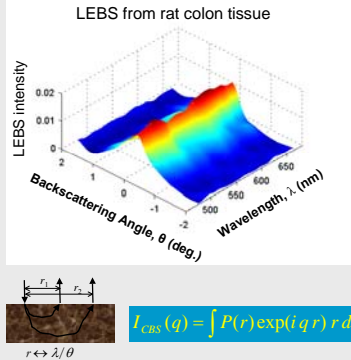 LEBS from rat colon tissue
LEBS intensity
0.02
0.01
0
2
1
0
-1
-2
500
550
600
650
Backscattering Angle, θ (deg.)
Wavelength, λ (nm)
r₁
r₂
r ↔ λ/θ
I_CBS (q) = ∫ P(r) exp(i q r) r d